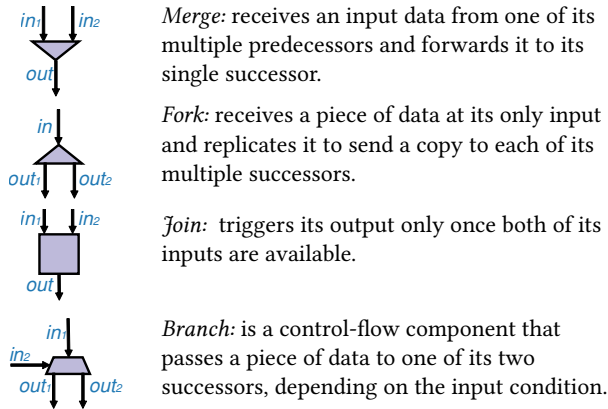 in₁ in₂
out
Merge: receives an input data from one of its
multiple predecessors and forwards it to its
single successor.
in
out₁ out₂
Fork: receives a piece of data at its only input
and replicates it to send a copy to each of its
multiple successors.
in₁ in₂
out
Join: triggers its output only once both of its
inputs are available.
in₁
in₂
out₁ out₂
Branch: is a control-flow component that
passes a piece of data to one of its two
successors, depending on the input condition.